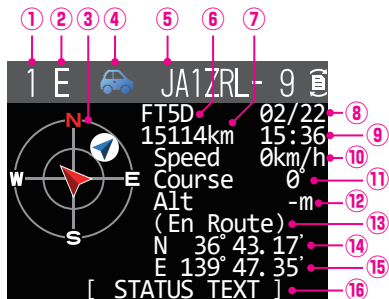 ① ② ③ ④ ⑤ ⑥ ⑦
1 E JA1ZRL- 9
FT5D 02/22 ⑧
15114km 15:36 ⑨
Speed 0km/h ⑩
Course 0° ⑪
Alt -m ⑫
(En Route) ⑬
N 36°43.17' ⑭
E 139°47.35' ⑮
[ STATUS TEXT ] ⑯
N
W E
S